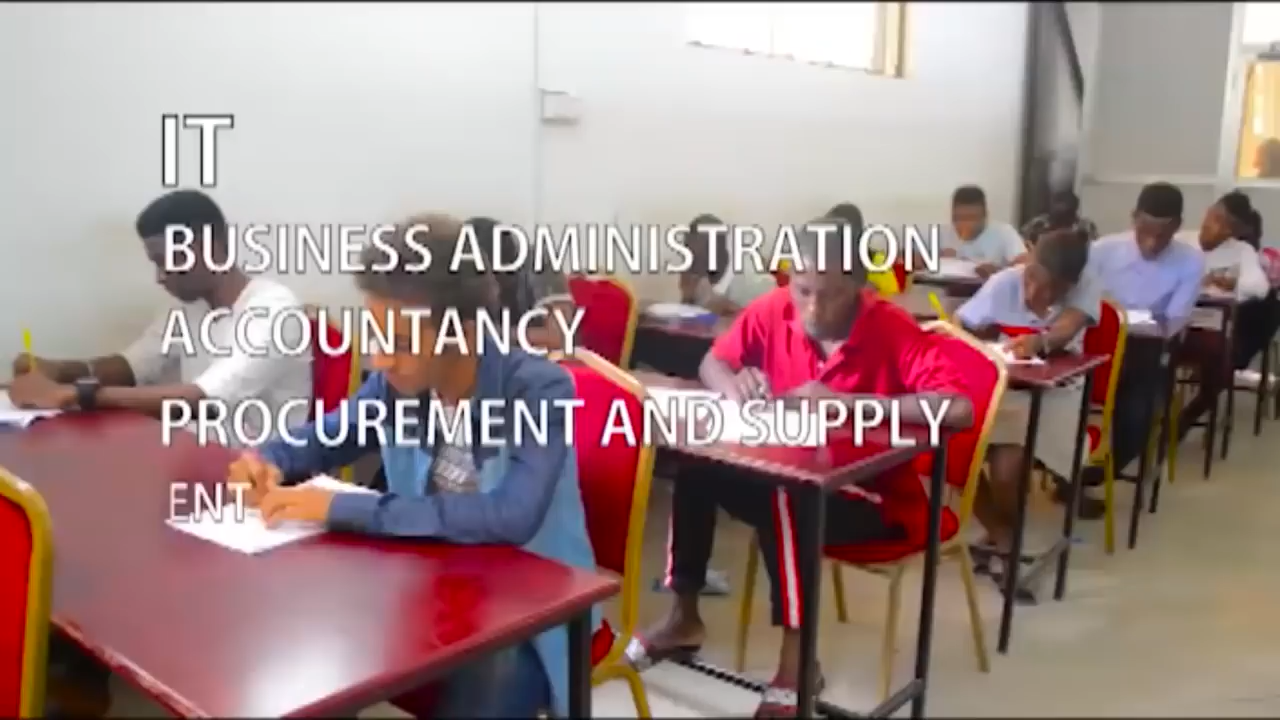 IT
BUSINESS ADMINISTRATION
ACCOUNTANCY
PROCUREMENT AND SUPPLY
ENT